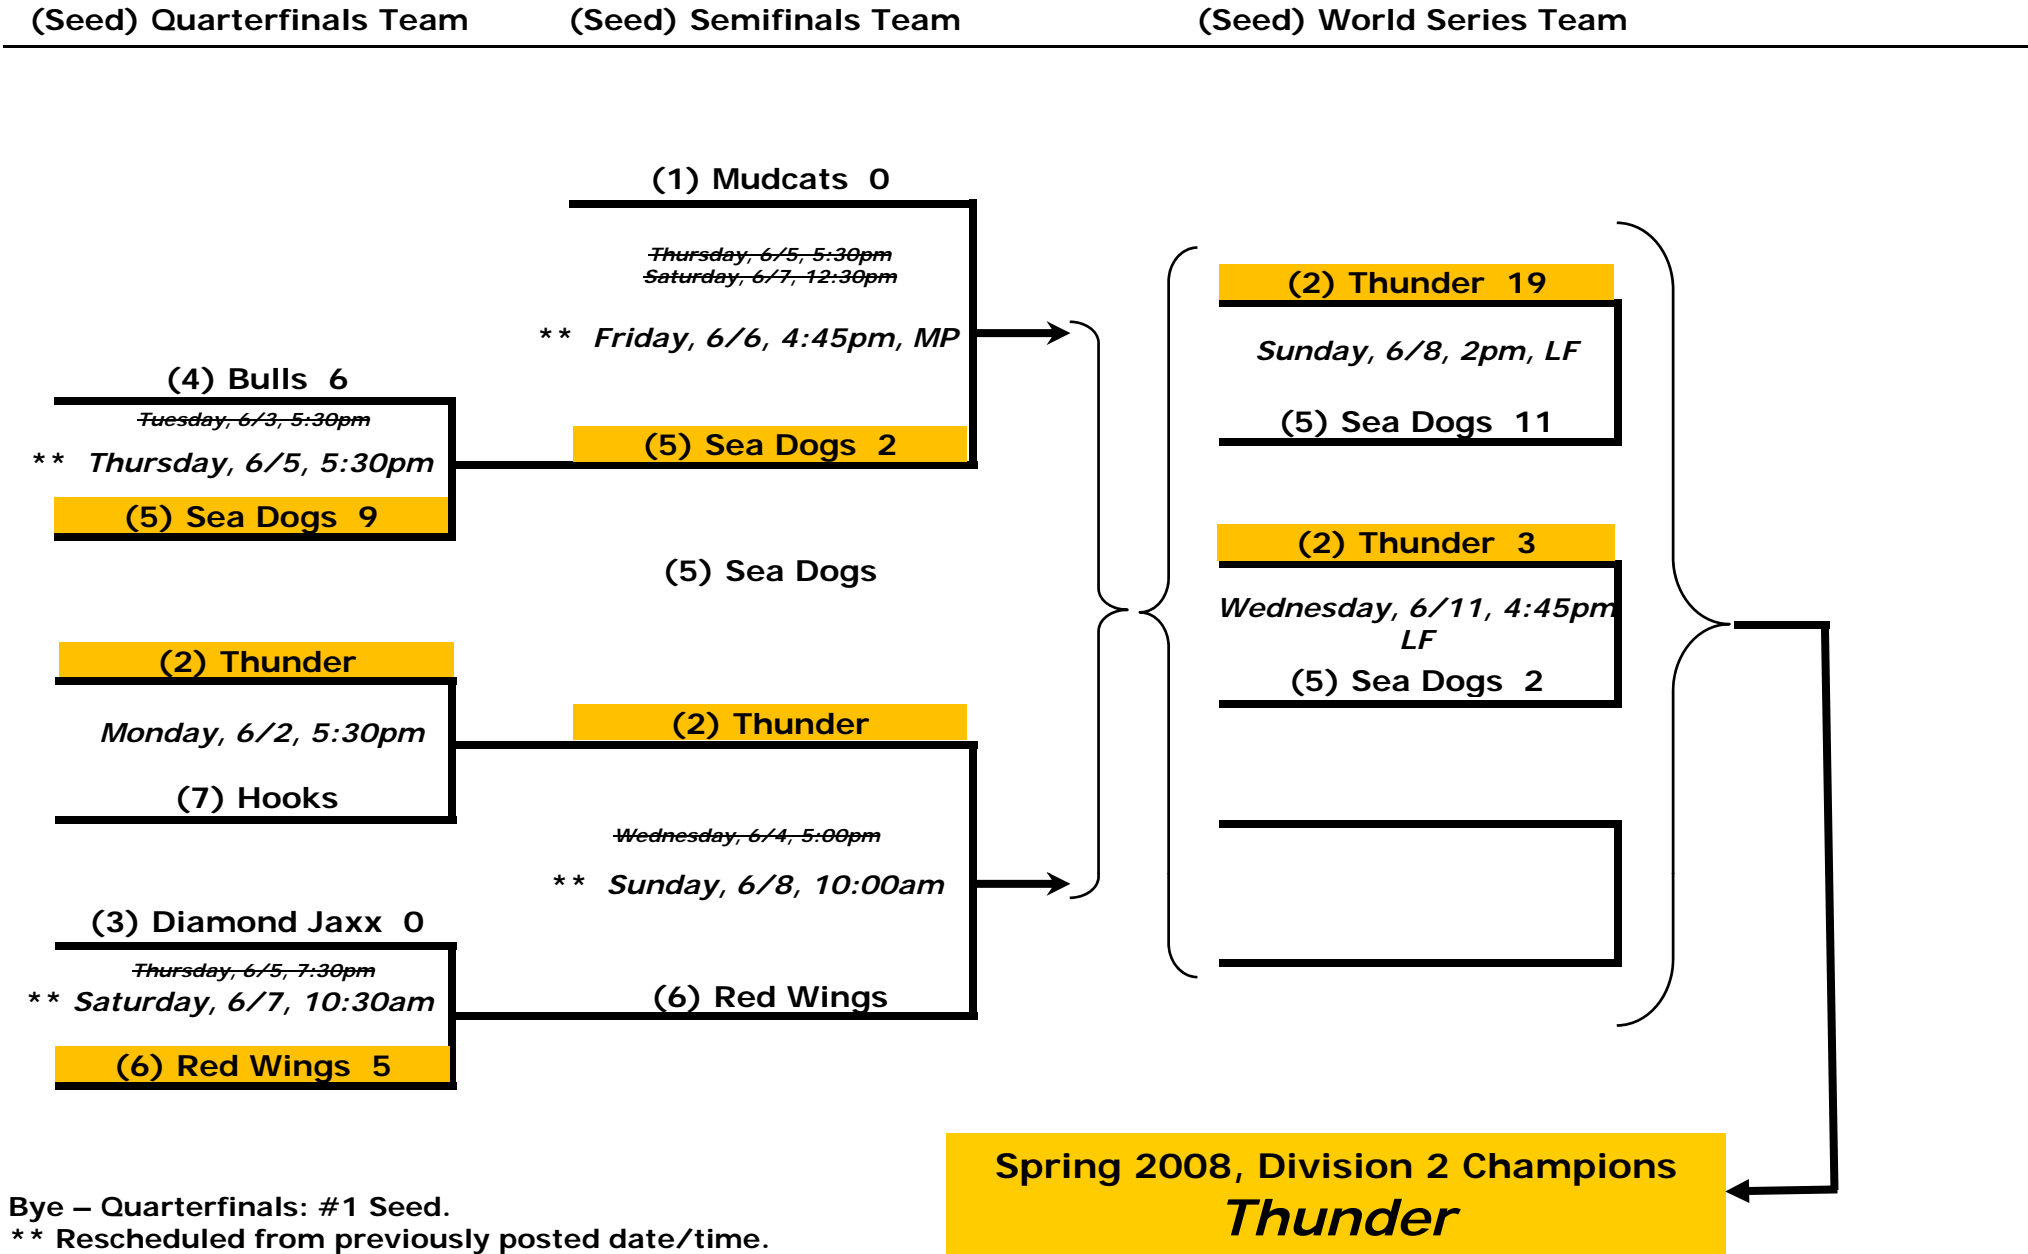 (Seed) Quarterfinals Team
(Seed) Semifinals Team
(Seed) World Series Team
(4) Bulls 6
Tuesday, 6/3, 5:30pm
** Thursday, 6/5, 5:30pm
(5) Sea Dogs 9
(2) Thunder
Monday, 6/2, 5:30pm
(7) Hooks
(3) Diamond Jaxx 0
Thursday, 6/5, 7:30pm
** Saturday, 6/7, 10:30am
(6) Red Wings 5
(1) Mudcats 0
Thursday, 6/5, 5:30pm
Saturday, 6/7, 12:30pm
** Friday, 6/6, 4:45pm, MP
(5) Sea Dogs 2
(5) Sea Dogs
(2) Thunder
Wednesday, 6/4, 5:00pm
** Sunday, 6/8, 10:00am
(6) Red Wings
(2) Thunder 19
Sunday, 6/8, 2pm, LF
(5) Sea Dogs 11
(2) Thunder 3
Wednesday, 6/11, 4:45pm
LF
(5) Sea Dogs 2
Spring 2008, Division 2 Champions
Thunder
Bye – Quarterfinals: #1 Seed.
** Rescheduled from previously posted date/time.